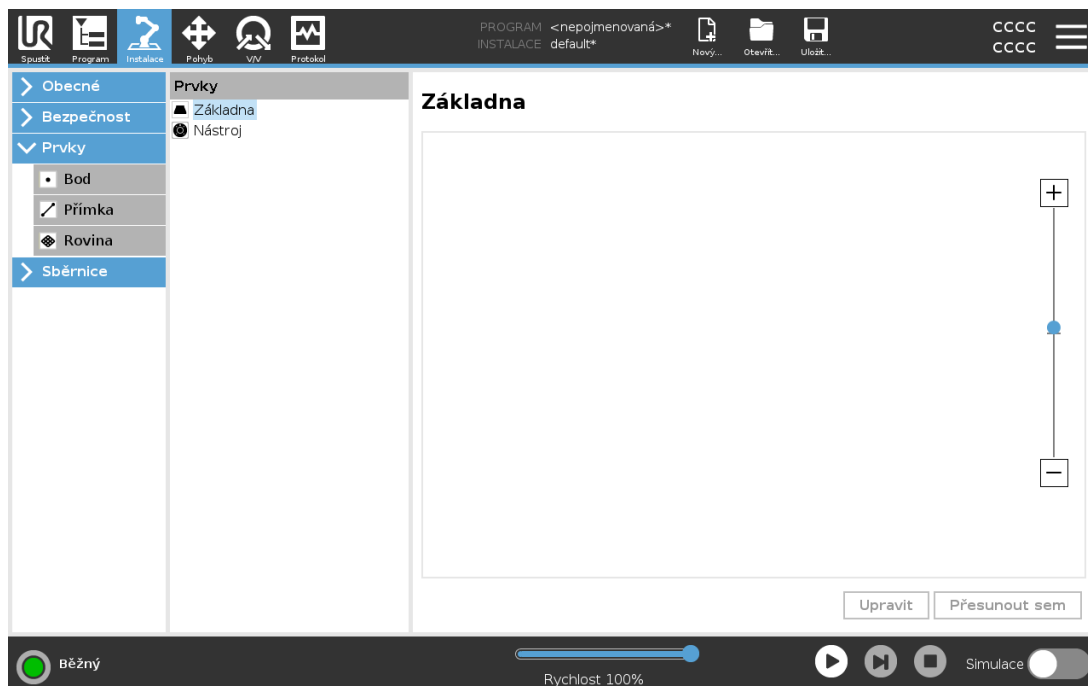 PROGRAM <nepojmenovaná>*
INSTALACE default*
Spustit Program Instalace Pohyb V/V Protokol Nový... Otevřít... Uložit...
CCCC
CCCC
Obecné
Bezpečnost
Prvky
Bod
Přímka
Rovina
Sběrnice
Prvky
Základna
Nástroj
Základna
Upravit Přesunout sem
Běžný
Rychlost 100%
Simulace